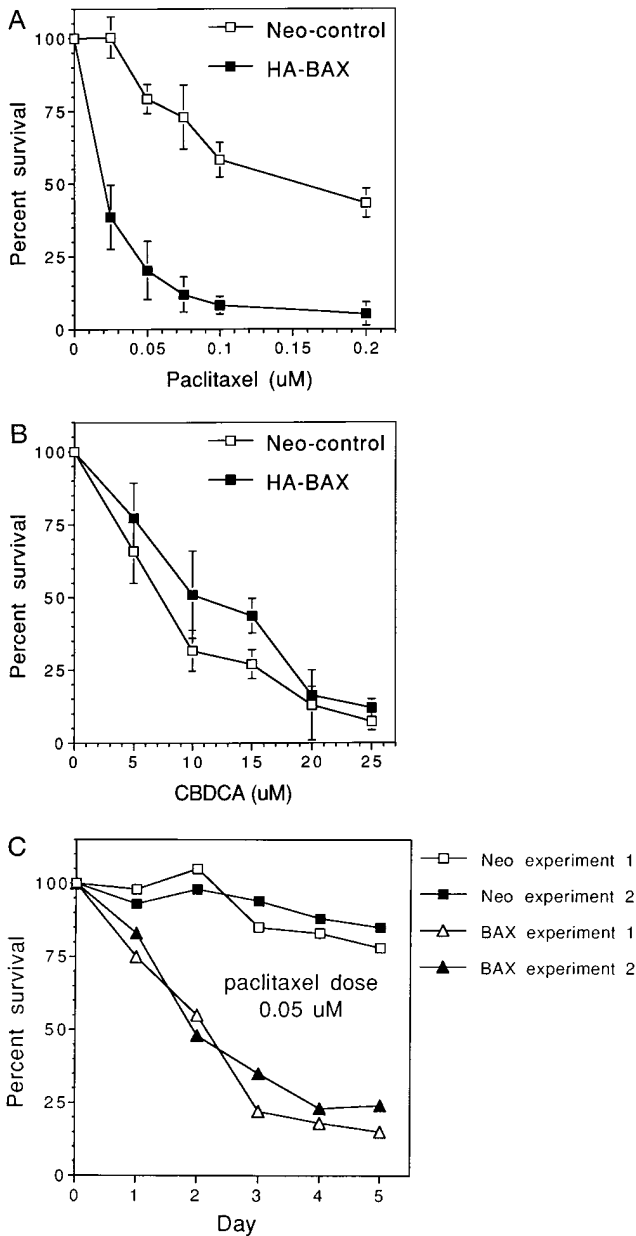 A
Neo-control
HA-BAX
100
75
50
25
0
Percent survival
0
0.05
0.1
0.15
0.2
Paclitaxel (uM)
B
Neo-control
HA-BAX
100
75
50
25
0
Percent survival
0
5
10
15
20
25
CBDCA (uM)
C
Neo experiment 1
Neo experiment 2
BAX experiment 1
BAX experiment 2
paclitaxel dose
0.05 uM
100
75
50
25
0
Percent survival
0
1
2
3
4
5
Day